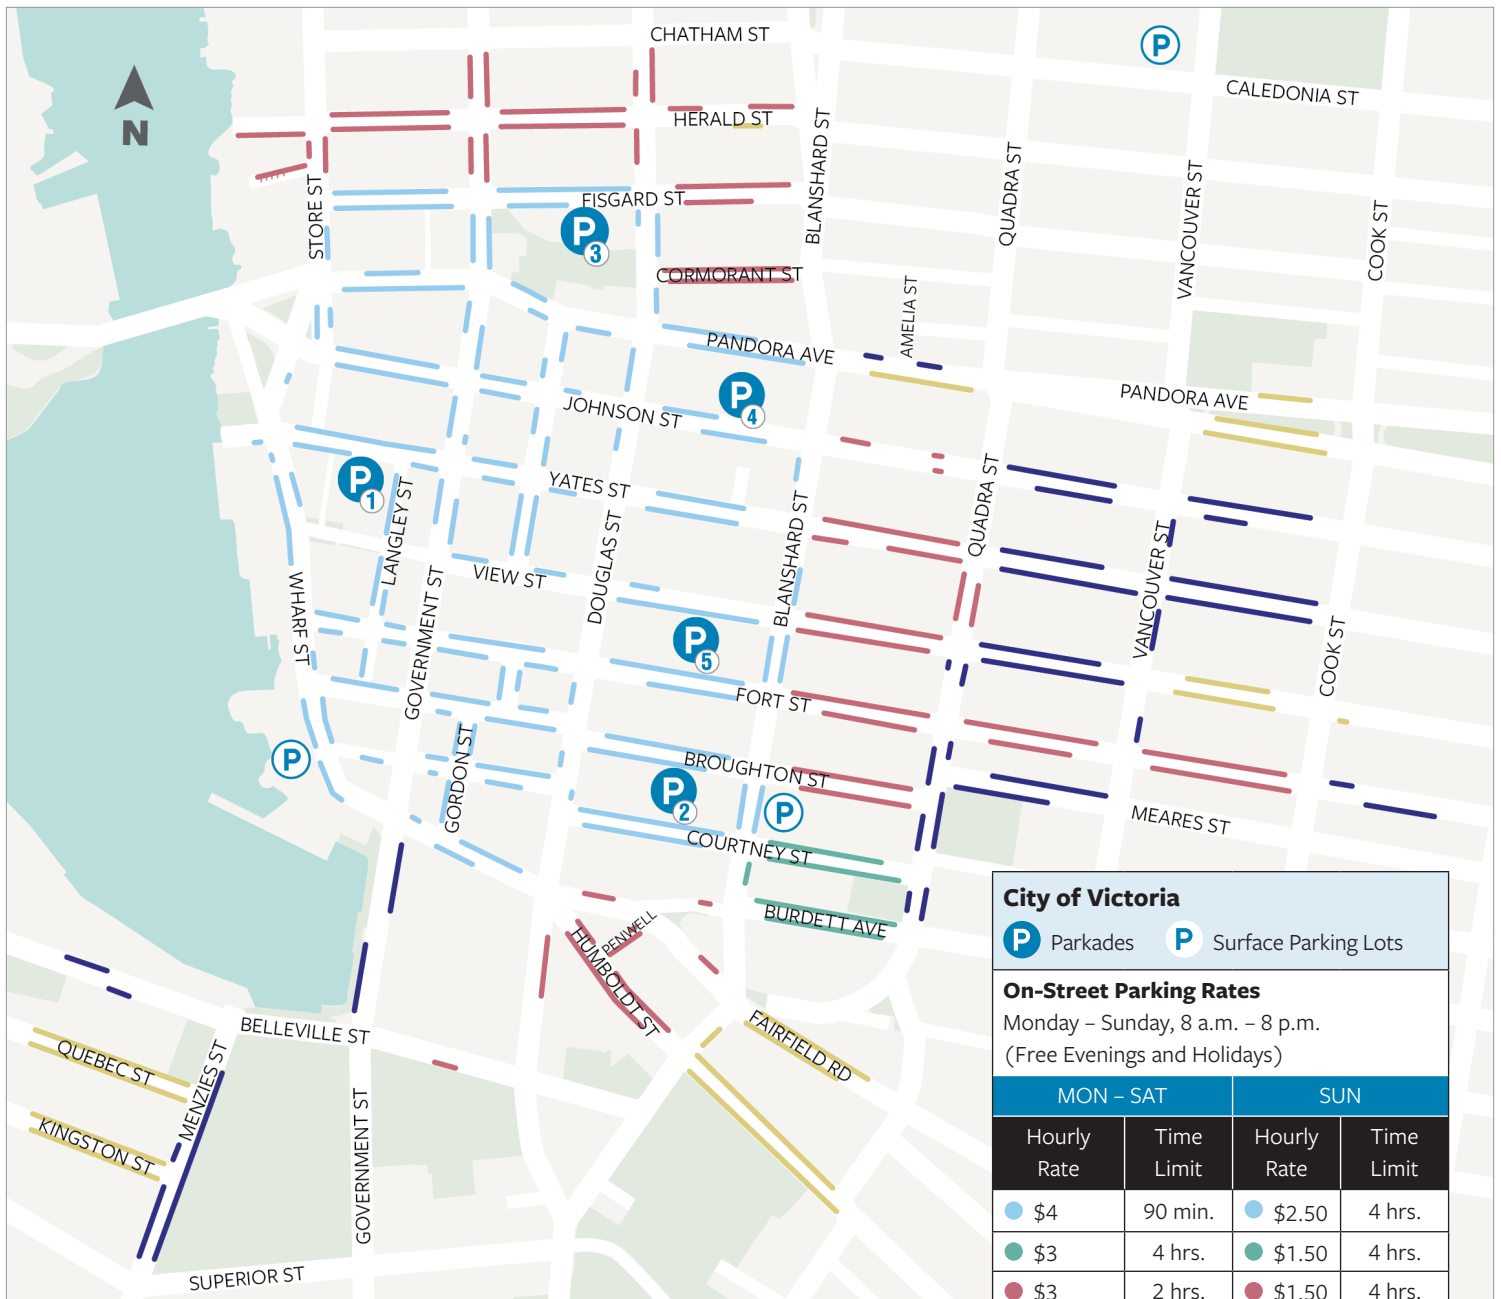 CHATHAM ST
P
CALEDONIA ST
N
HERALD ST
BLANSHARD ST
QUADRA ST
VANCOUVER ST
STORE ST
FISGARD ST
COOK ST
P
3
CORMORANT ST
AMELIA ST
PANDORA AVE
PANDORA AVE
P
4
JOHNSON ST
P
1
YATES ST
LANGLEY ST
QUADRA ST
DOUGLAS ST
BLANSHARD ST
VANCOUVER ST
VIEW ST
WHARF ST
GOVERNMENT ST
COOK ST
P
5
FORT ST
P
GORDON ST
BROUGHTON ST
P
2
P
MEARES ST
COURTNEY ST
BURDETT AVE
PENWELL
HUMBOLDT ST
BELLEVILLE ST
FAIRFIELD RD
QUEBEC ST
MENZIES ST
KINGSTON ST
GOVERNMENT ST
SUPERIOR ST
City of Victoria
P Parkades P Surface Parking Lots
On-Street Parking Rates
Monday – Sunday, 8 a.m. – 8 p.m.
(Free Evenings and Holidays)
MON – SAT SUN
Hourly Rate Time Limit Hourly Rate Time Limit
$4 90 min. $2.50 4 hrs.
$3 4 hrs. $1.50 4 hrs.
$3 2 hrs. $1.50 4 hrs.